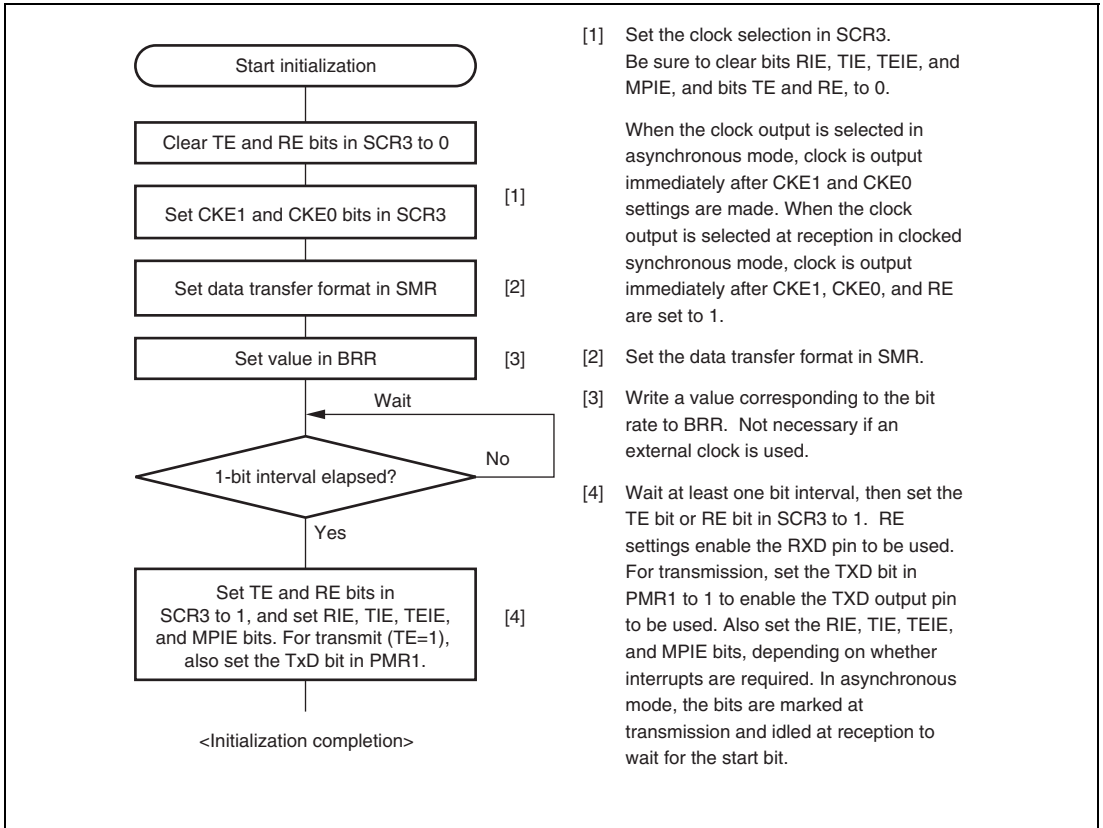 Start initialization
Clear TE and RE bits in SCR3 to 0
Set CKE1 and CKE0 bits in SCR3
[1]
Set data transfer format in SMR
[2]
Set value in BRR
[3]
Wait
1-bit interval elapsed?
No
Yes
Set TE and RE bits in
SCR3 to 1, and set RIE, TIE, TEIE,
and MPIE bits. For transmit (TE=1),
also set the TxD bit in PMR1.
[4]
<Initialization completion>
[1] Set the clock selection in SCR3.
Be sure to clear bits RIE, TIE, TEIE, and
MPIE, and bits TE and RE, to 0.
When the clock output is selected in
asynchronous mode, clock is output
immediately after CKE1 and CKE0
settings are made. When the clock
output is selected at reception in clocked
synchronous mode, clock is output
immediately after CKE1, CKE0, and RE
are set to 1.
[2] Set the data transfer format in SMR.
[3] Write a value corresponding to the bit
rate to BRR. Not necessary if an
external clock is used.
[4] Wait at least one bit interval, then set the
TE bit or RE bit in SCR3 to 1. RE
settings enable the RXD pin to be used.
For transmission, set the TXD bit in
PMR1 to 1 to enable the TXD output pin
to be used. Also set the RIE, TIE, TEIE,
and MPIE bits, depending on whether
interrupts are required. In asynchronous
mode, the bits are marked at
transmission and idled at reception to
wait for the start bit.